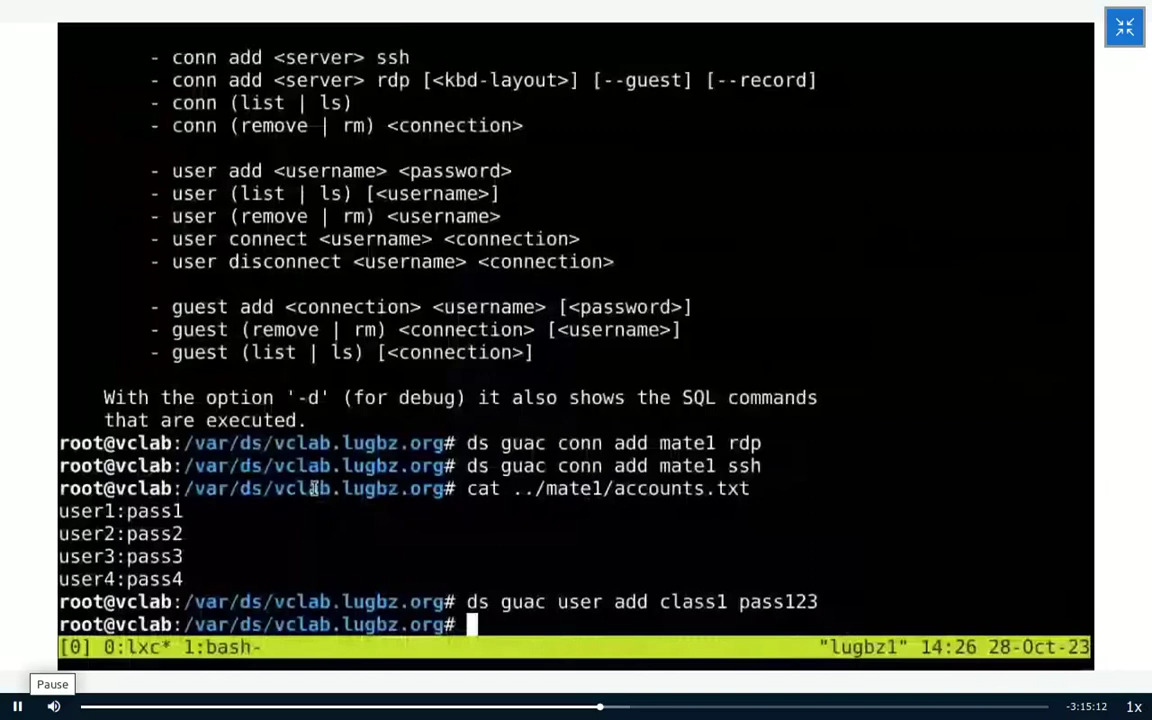 - conn add <server> ssh
- conn add <server> rdp [<kbd-layout>] [--guest] [--record]
- conn (list | ls)
- conn (remove | rm) <connection>
- user add <username> <password>
- user (list | ls) [<username>]
- user (remove | rm) <username>
- user connect <username> <connection>
- user disconnect <username> <connection>
- guest add <connection> <username> [<password>]
- guest (remove | rm) <connection> [<username>]
- guest (list | ls) [<connection>]
With the option '-d' (for debug) it also shows the SQL commands
that are executed.
root@vclab:/var/ds/vclab.lugbz.org# ds guac conn add mate1 rdp
root@vclab:/var/ds/vclab.lugbz.org# ds guac conn add mate1 ssh
root@vclab:/var/ds/vclab.lugbz.org# cat ../mate1/accounts.txt
user1:pass1
user2:pass2
user3:pass3
user4:pass4
root@vclab:/var/ds/vclab.lugbz.org# ds guac user add class1 pass123
root@vclab:/var/ds/vclab.lugbz.org#
[0] 0:lxc* 1:bash- "lugbz1" 14:26 28-Oct-23
Pause
-3:15:12 1x